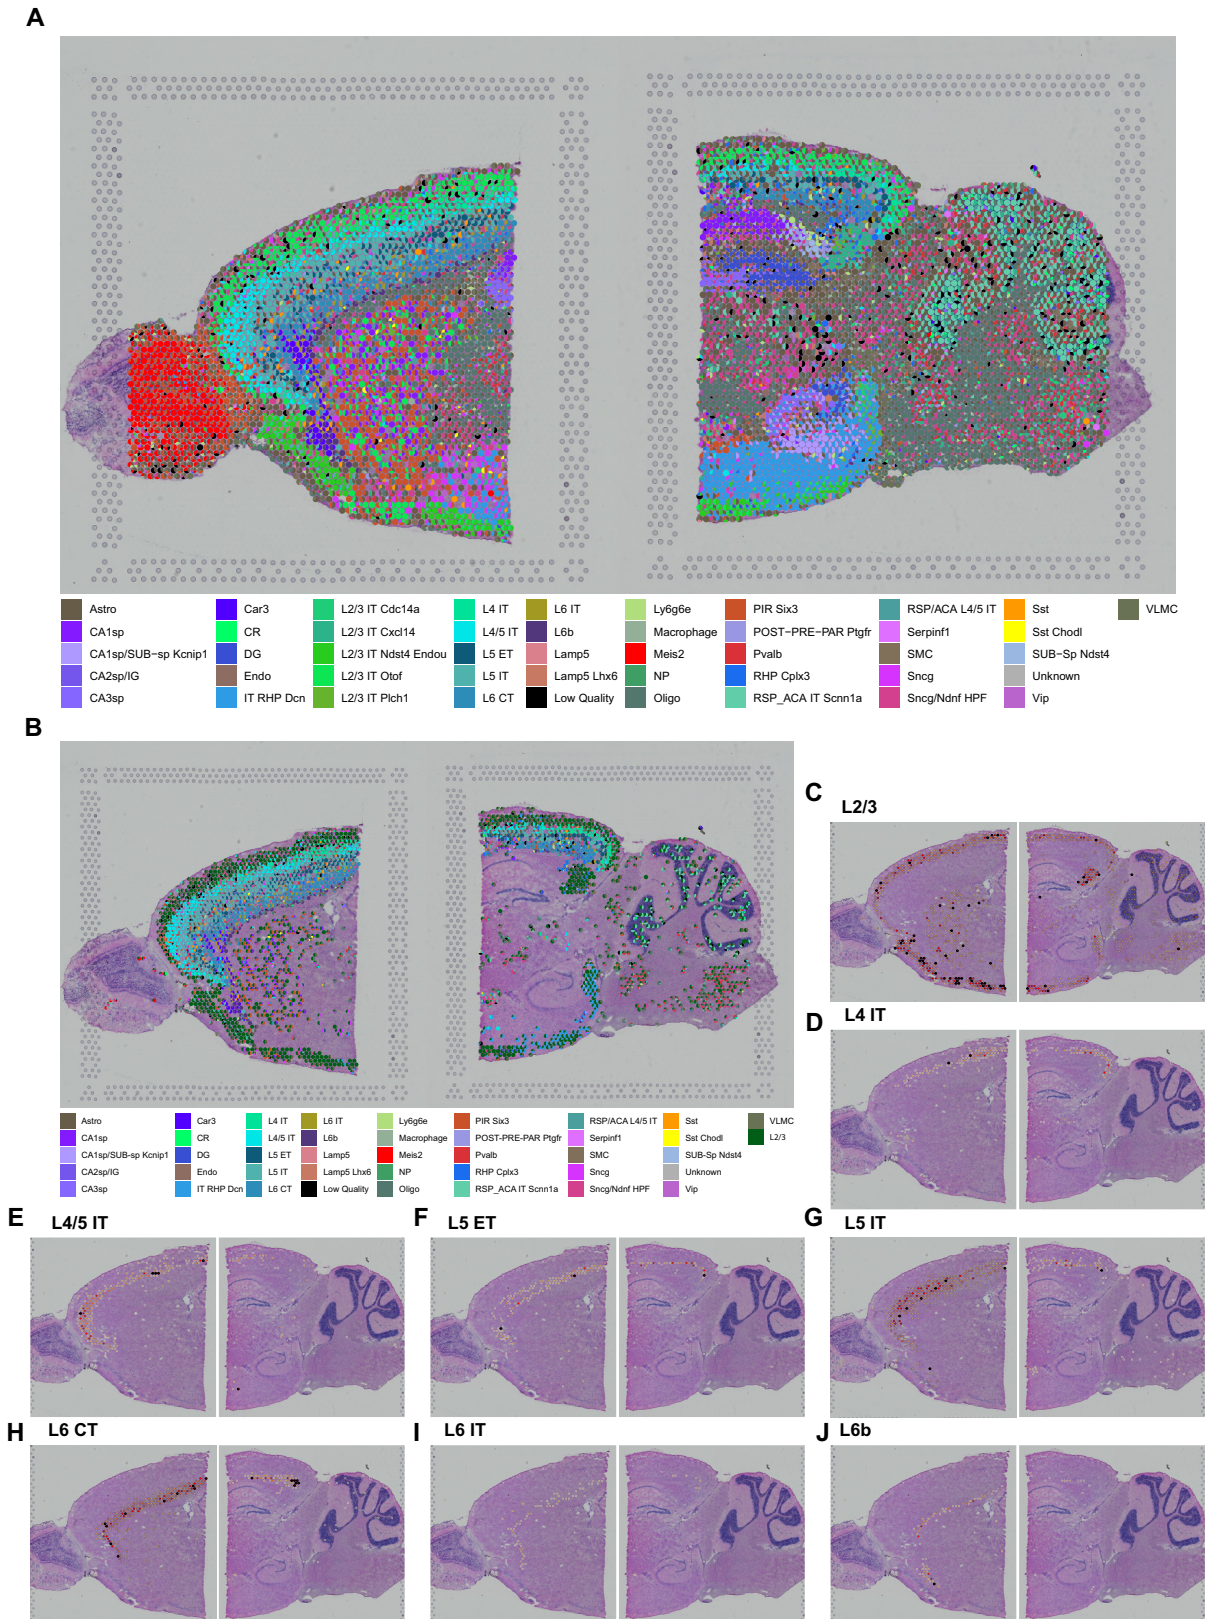 A
Astro
CA1sp
CA1sp/SUB-sp Kcnip1
CA2sp/IG
CA3sp
Car3
CR
DG
Endo
IT RHP Dcn
L2/3 IT Cdc14a
L2/3 IT Cxcl14
L2/3 IT Ndst4 Endou
L2/3 IT Otof
L2/3 IT Plch1
L4 IT
L4/5 IT
L5 ET
L5 IT
L6 CT
L6 IT
L6b
Lamp5
Lamp5 Lhx6
Low Quality
Ly6g6e
Macrophage
Meis2
NP
Oligo
PIR Six3
POST-PRE-PAR Ptgfr
Pvalb
RHP Cplx3
RSP_ACA IT Scnn1a
RSP/ACA L4/5 IT
Serpinf1
SMC
Sncg
Sncg/Ndnf HPF
Sst
Sst Chodl
SUB-Sp Ndst4
Unknown
Vip
VLMC
B
Astro
CA1sp
CA1sp/SUB-sp Kcnip1
CA2sp/IG
CA3sp
Car3
CR
DG
Endo
IT RHP Dcn
L4 IT
L4/5 IT
L5 ET
L5 IT
L6 CT
L6 IT
L6b
Lamp5
Lamp5 Lhx6
Low Quality
Ly6g6e
Macrophage
Meis2
NP
Oligo
PIR Six3
POST-PRE-PAR Ptgfr
Pvalb
RHP Cplx3
RSP_ACA IT Scnn1a
RSP/ACA L4/5 IT
Serpinf1
SMC
Sncg
Sncg/Ndnf HPF
Sst
Sst Chodl
SUB-Sp Ndst4
Unknown
Vip
VLMC
L2/3
C
L2/3
D
L4 IT
E
L4/5 IT
F
L5 ET
G
L5 IT
H
L6 CT
I
L6 IT
J
L6b